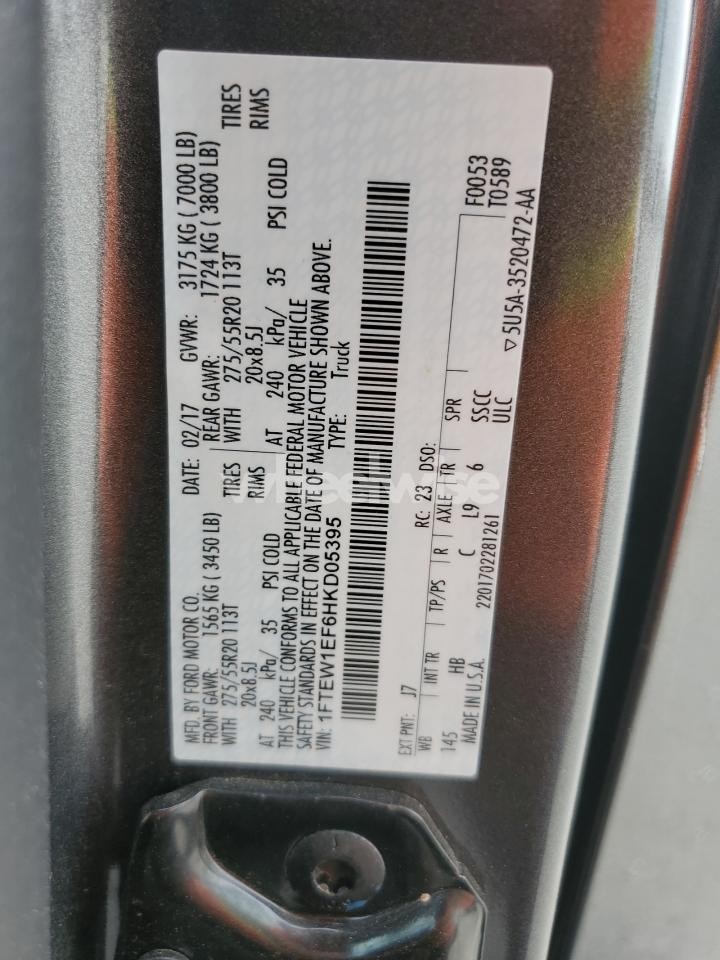 MFD. BY FORD MOTOR CO. DATE: 02/17 GVWR: 3175 KG ( 7000 LB)
FRONT GAWR: 1565 KG ( 3450 LB) REAR GAWR: 1724 KG ( 3800 LB)
WITH 275/55R20 113T TIRES WITH 275/55R20 113T TIRES
20x8.5J RIMS 20x8.5J RIMS
AT 240 kPa/ 35 PSI COLD AT 240 kPa/ 35 PSI COLD
THIS VEHICLE CONFORMS TO ALL APPLICABLE FEDERAL MOTOR VEHICLE
SAFETY STANDARDS IN EFFECT ON THE DATE OF MANUFACTURE SHOWN ABOVE.
VIN: 1FTEW1EF6HKD05395 TYPE: Truck
EXT PNT: J7 RC: 23 DSO: F0053
WB INT TR TP/PS R AXLE TR SPR T0589
145 HB C L9 6 SSCC
MADE IN U.S.A. 2201702281261 ULC ▽5U5A-3520472-AA
wheelwise